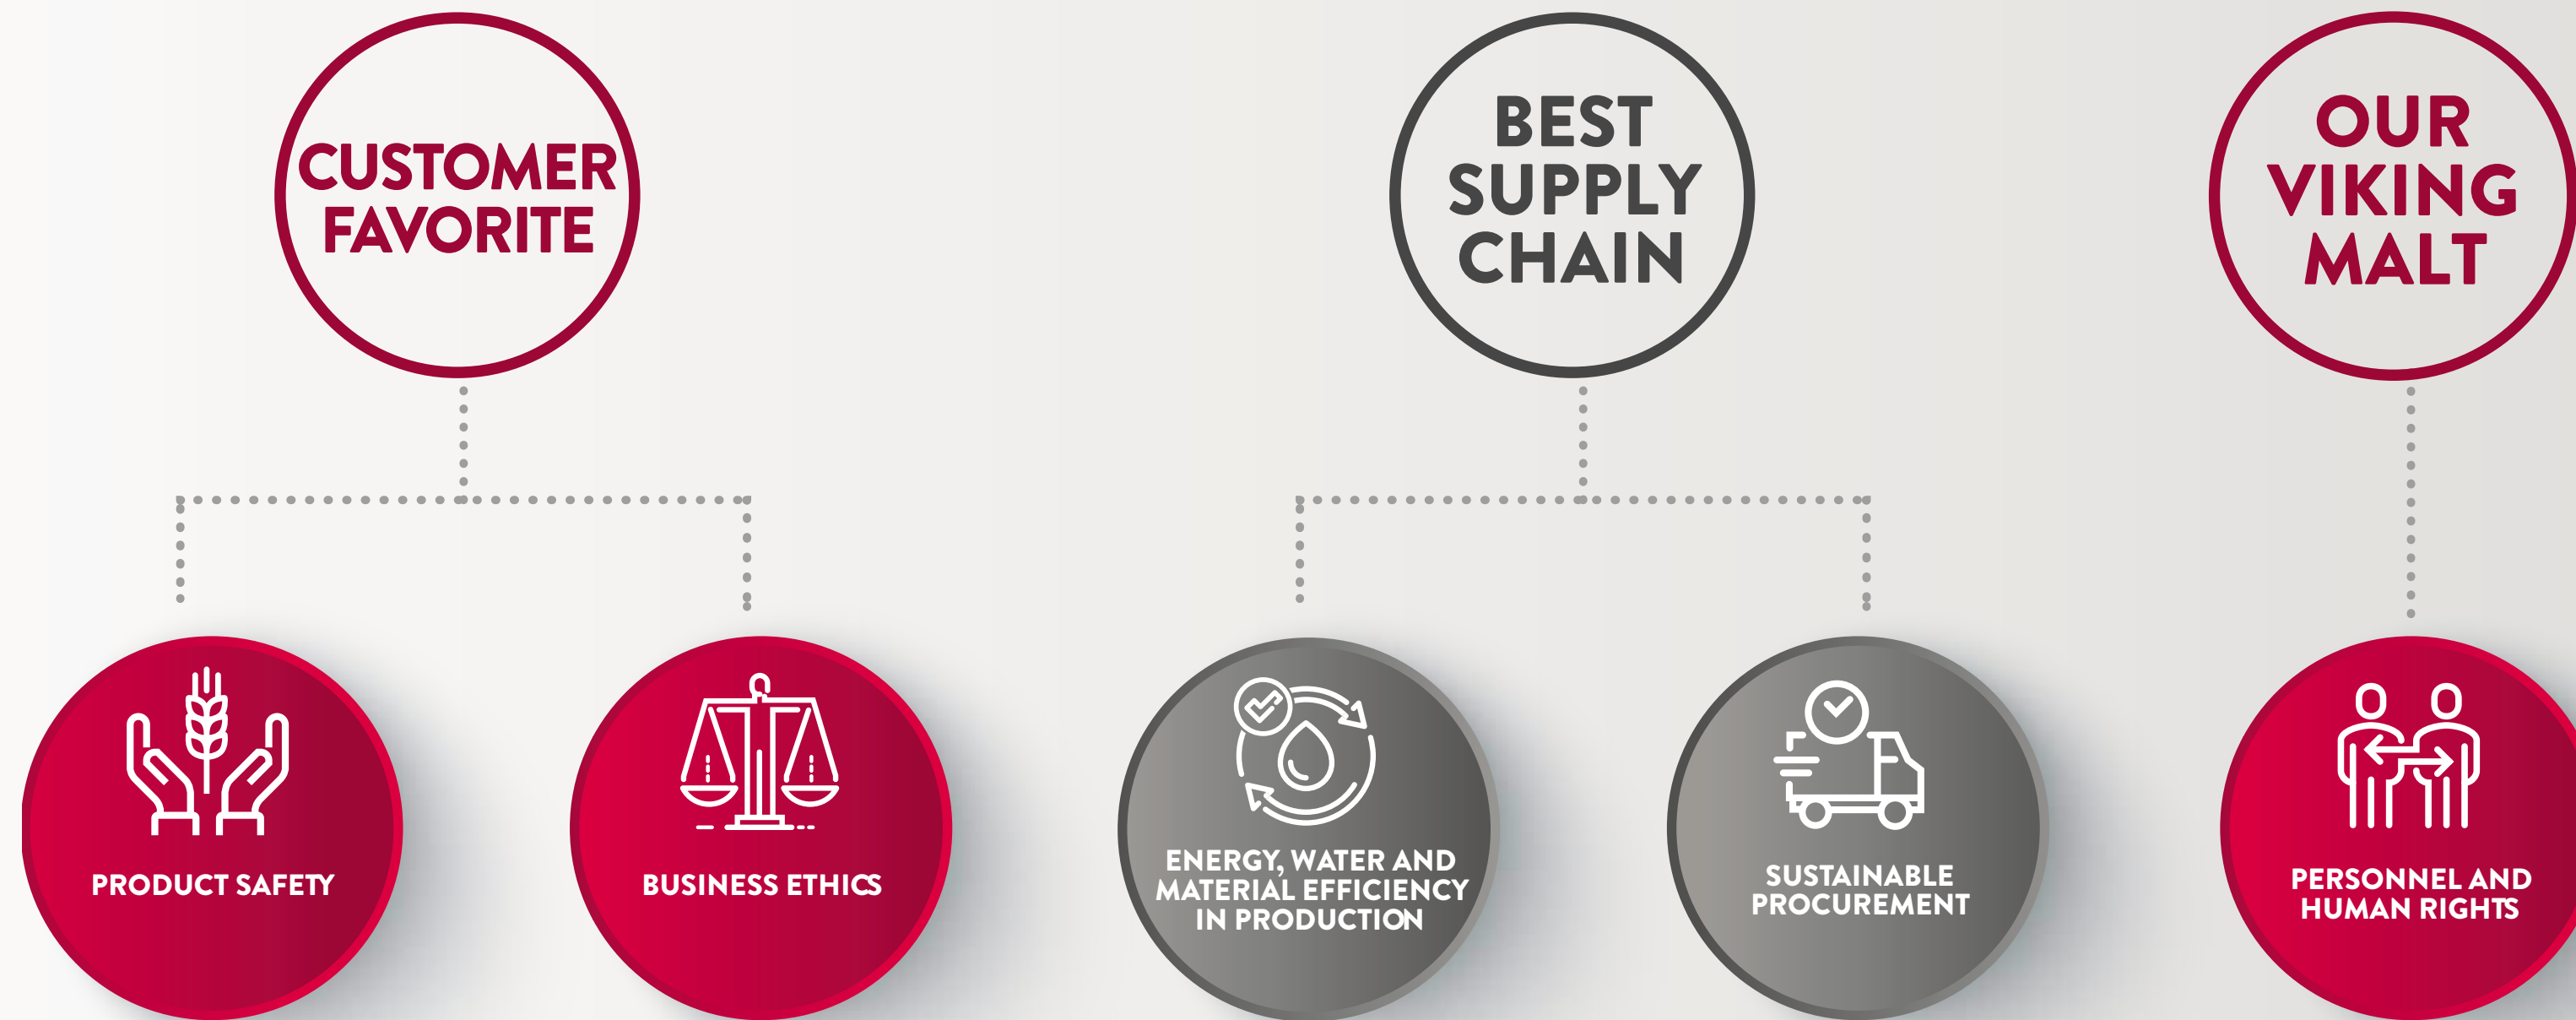 CUSTOMER
FAVORITE
BEST
SUPPLY
CHAIN
OUR
VIKING
MALT
PRODUCT SAFETY
BUSINESS ETHICS
ENERGY, WATER AND
MATERIAL EFFICIENCY
IN PRODUCTION
SUSTAINABLE
PROCUREMENT
PERSONNEL AND
HUMAN RIGHTS